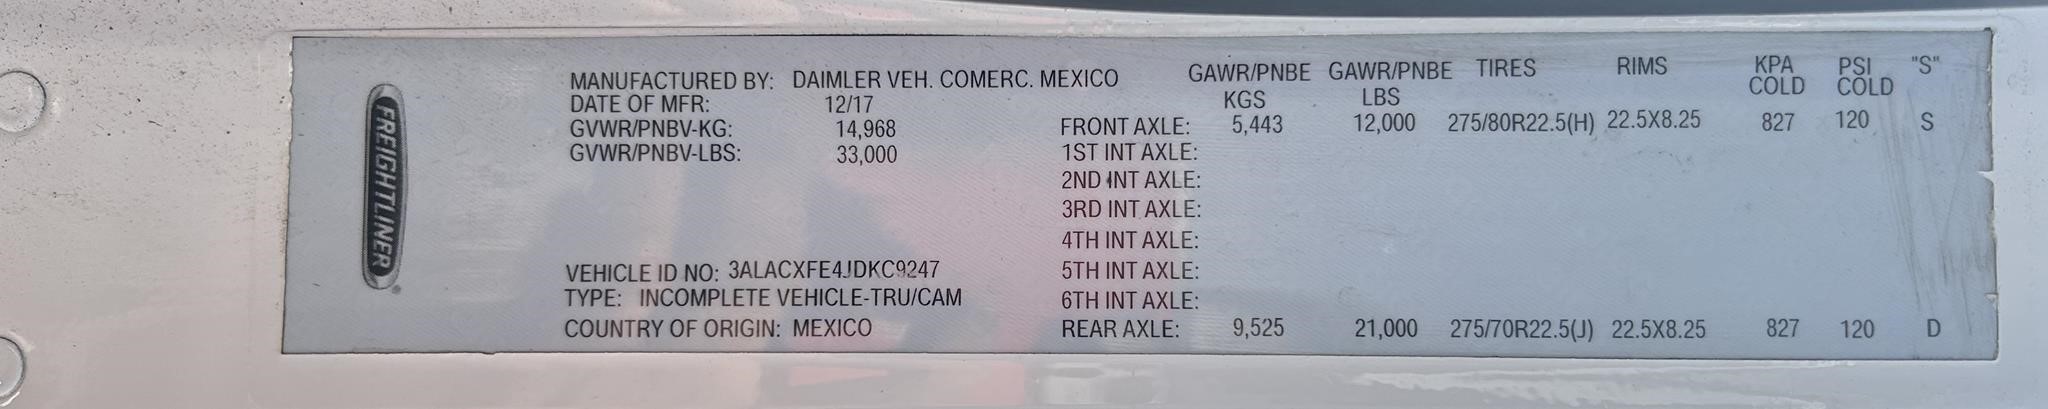 FREIGHTLINER
MANUFACTURED BY: DAIMLER VEH. COMERC. MEXICO
DATE OF MFR: 12/17
GVWR/PNBV-KG: 14,968
GVWR/PNBV-LBS: 33,000
VEHICLE ID NO: 3ALACXFE4JDKC9247
TYPE: INCOMPLETE VEHICLE-TRU/CAM
COUNTRY OF ORIGIN: MEXICO
GAWR/PNBE GAWR/PNBE TIRES RIMS KPA PSI "S"
KGS LBS COLD COLD
FRONT AXLE: 5,443 12,000 275/80R22.5(H) 22.5X8.25 827 120 S
1ST INT AXLE:
2ND INT AXLE:
3RD INT AXLE:
4TH INT AXLE:
5TH INT AXLE:
6TH INT AXLE:
REAR AXLE: 9,525 21,000 275/70R22.5(J) 22.5X8.25 827 120 D